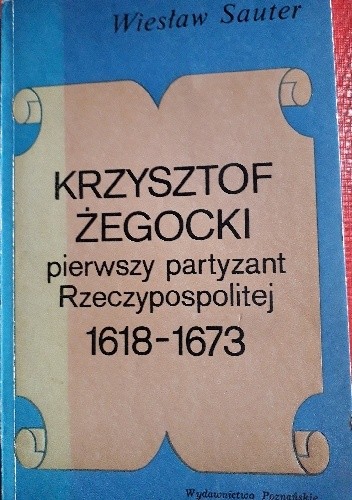 Wiesław Sauter
KRZYSZTOF
ŻEGOCKI
pierwszy partyzant
Rzeczypospolitej
1618-1673
Wydawnictwo Poznańskie